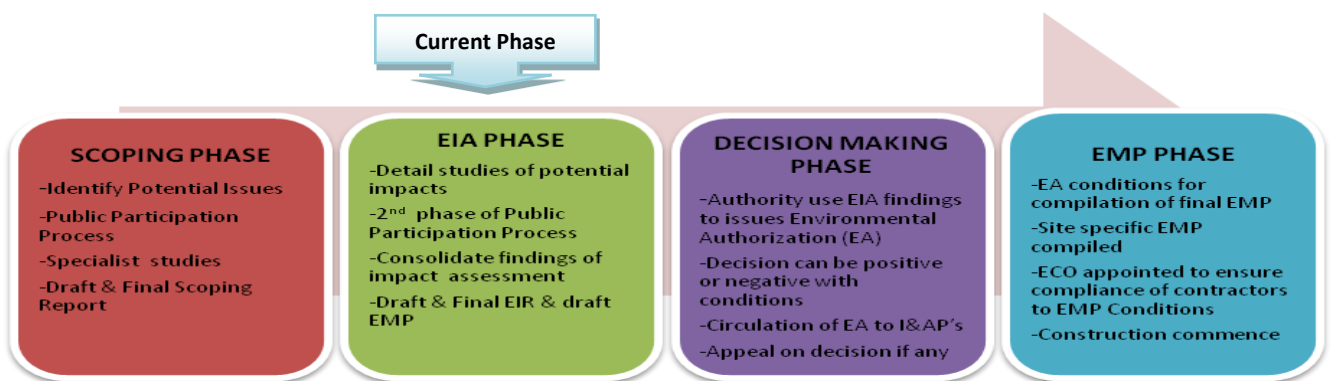 Current Phase
SCOPING PHASE
-Identify Potential Issues
-Public Participation
Process
-Specialist studies
-Draft & Final Scoping
Report
EIA PHASE
-Detail studies of potential
impacts
-2nd phase of Public
Participation Process
-Consolidate findings of
impact assessment
-Draft & Final EIR & draft
EMP
DECISION MAKING
PHASE
-Authority use EIA findings
to issues Environmental
Authorization (EA)
-Decision can be positive
or negative with
conditions
-Circulation of EA to I&AP's
-Appeal on decision if any
EMP PHASE
-EA conditions for
compilation of final EMP
-Site specific EMP
compiled
-ECO appointed to ensure
compliance of contractors
to EMP Conditions
-Construction commence